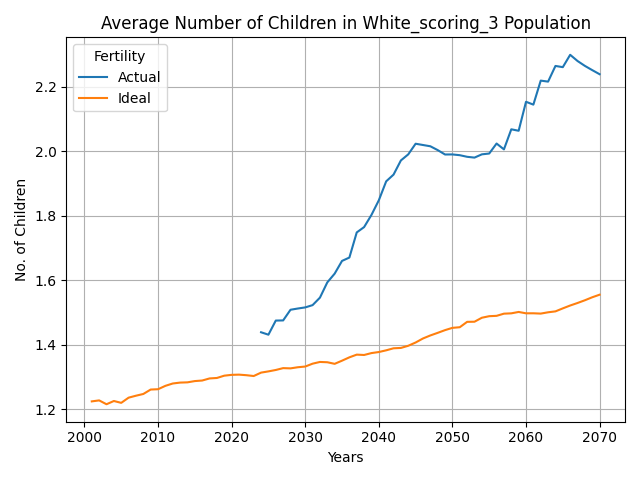 Average Number of Children in White_scoring_3 Population
Fertility
Actual
Ideal
No. of Children
2.2
2.0
1.8
1.6
1.4
1.2
2000 2010 2020 2030 2040 2050 2060 2070
Years